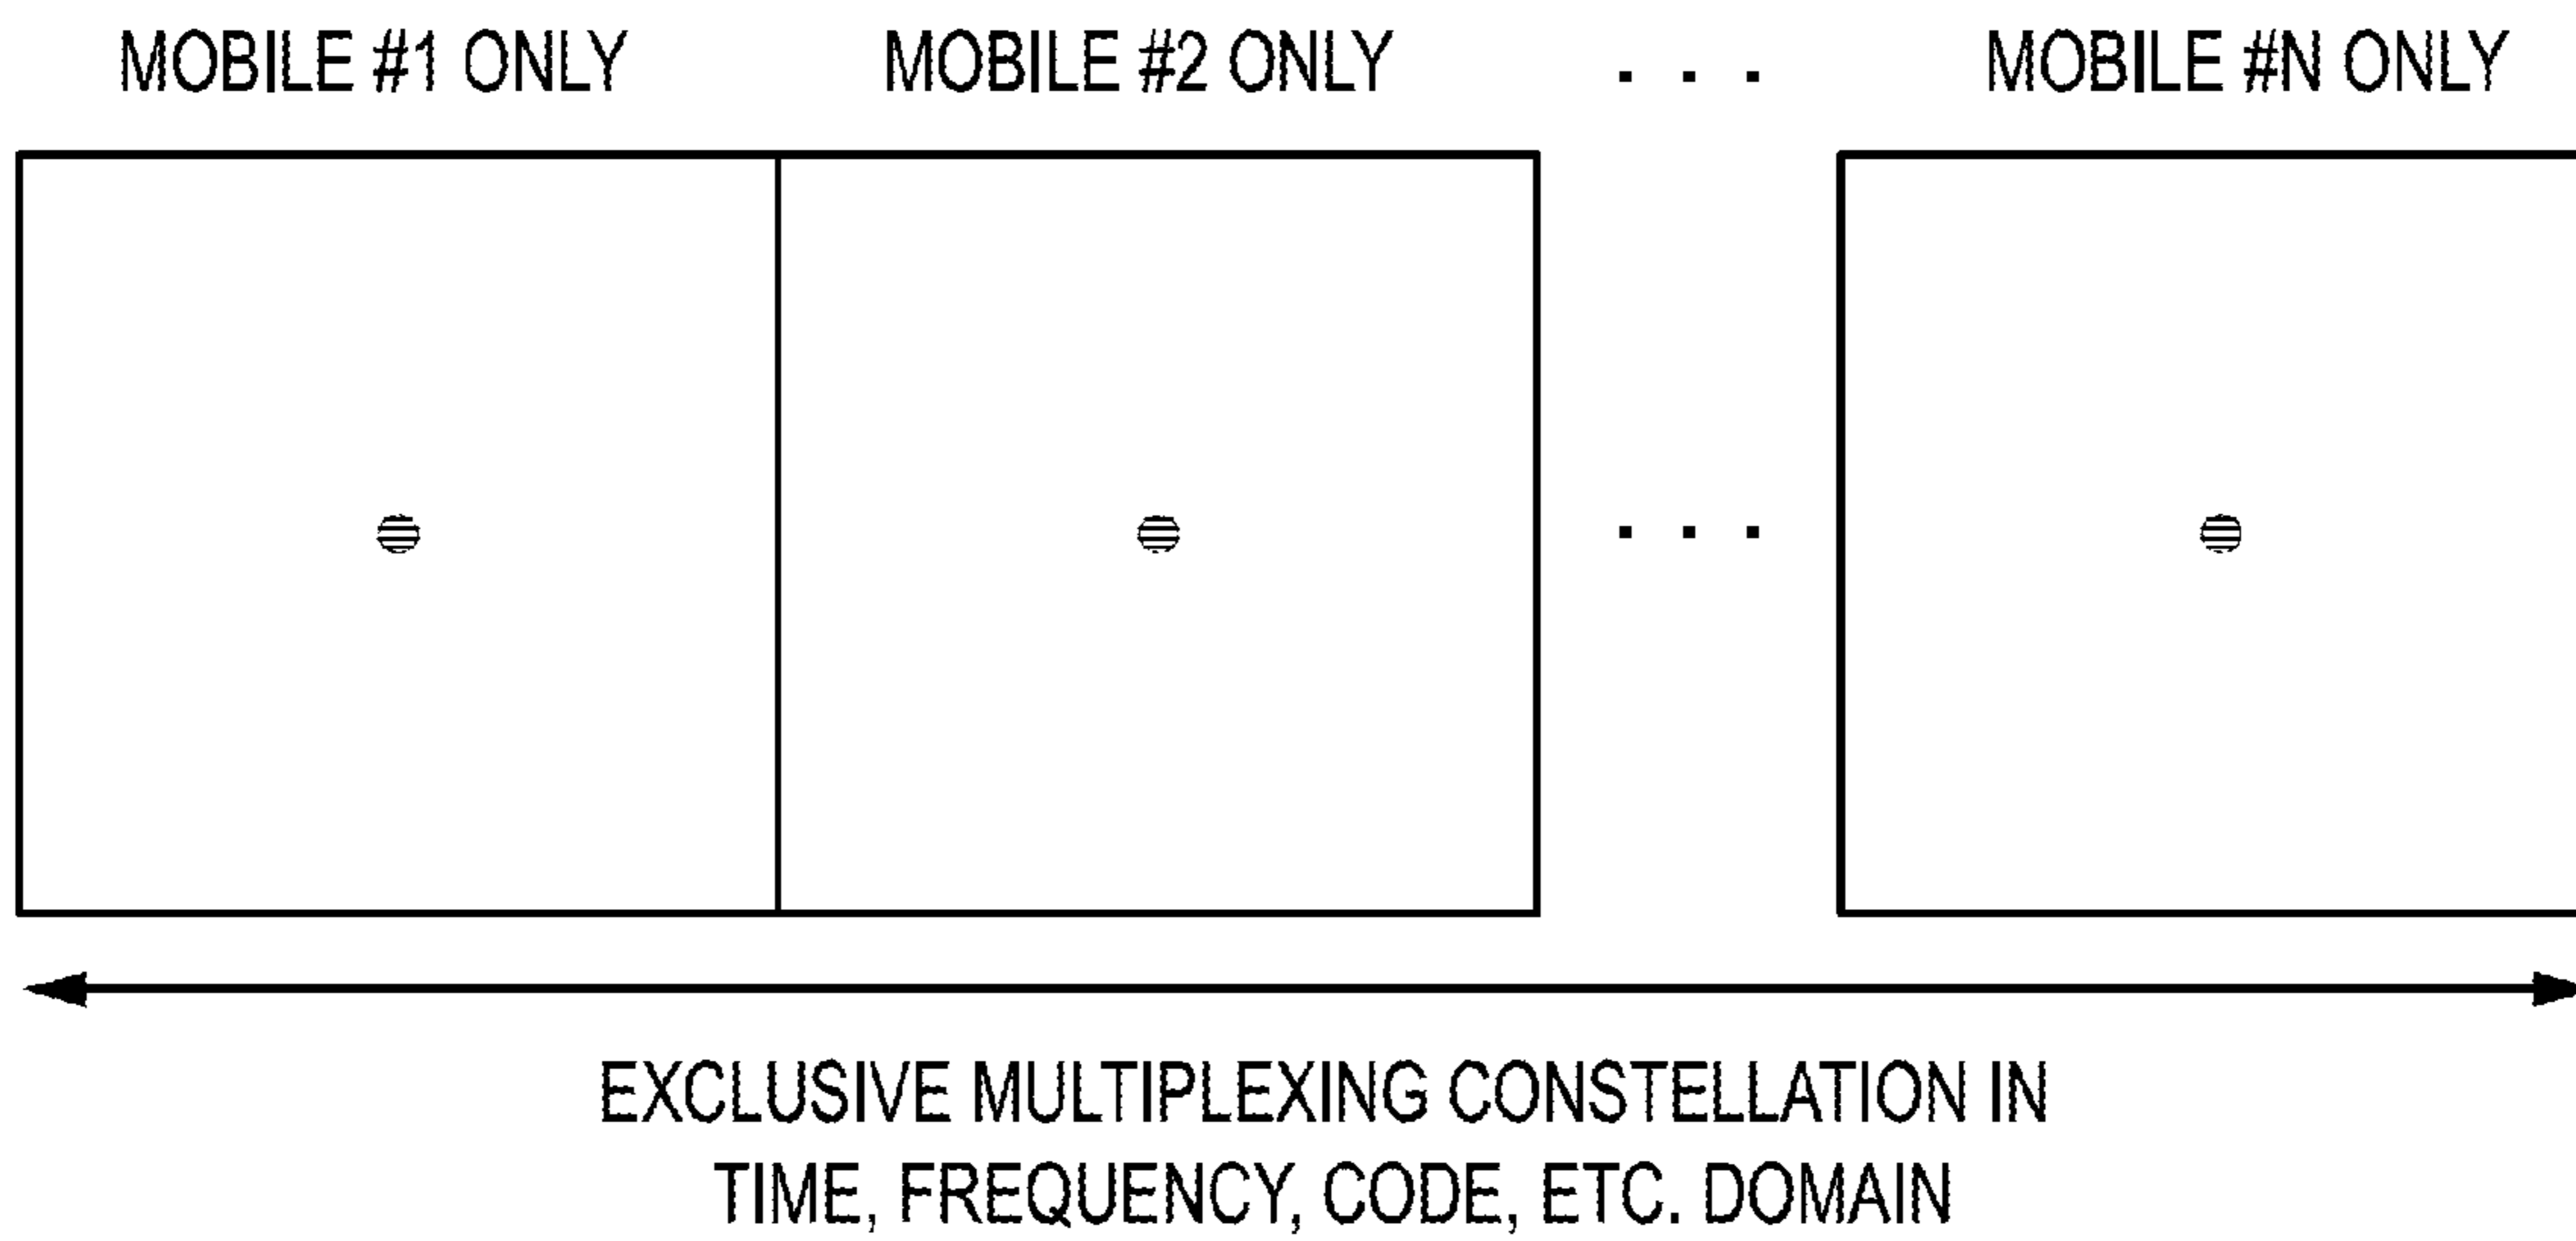 MOBILE #1 ONLY MOBILE #2 ONLY . . . MOBILE #N ONLY
. . .
EXCLUSIVE MULTIPLEXING CONSTELLATION IN
TIME, FREQUENCY, CODE, ETC. DOMAIN